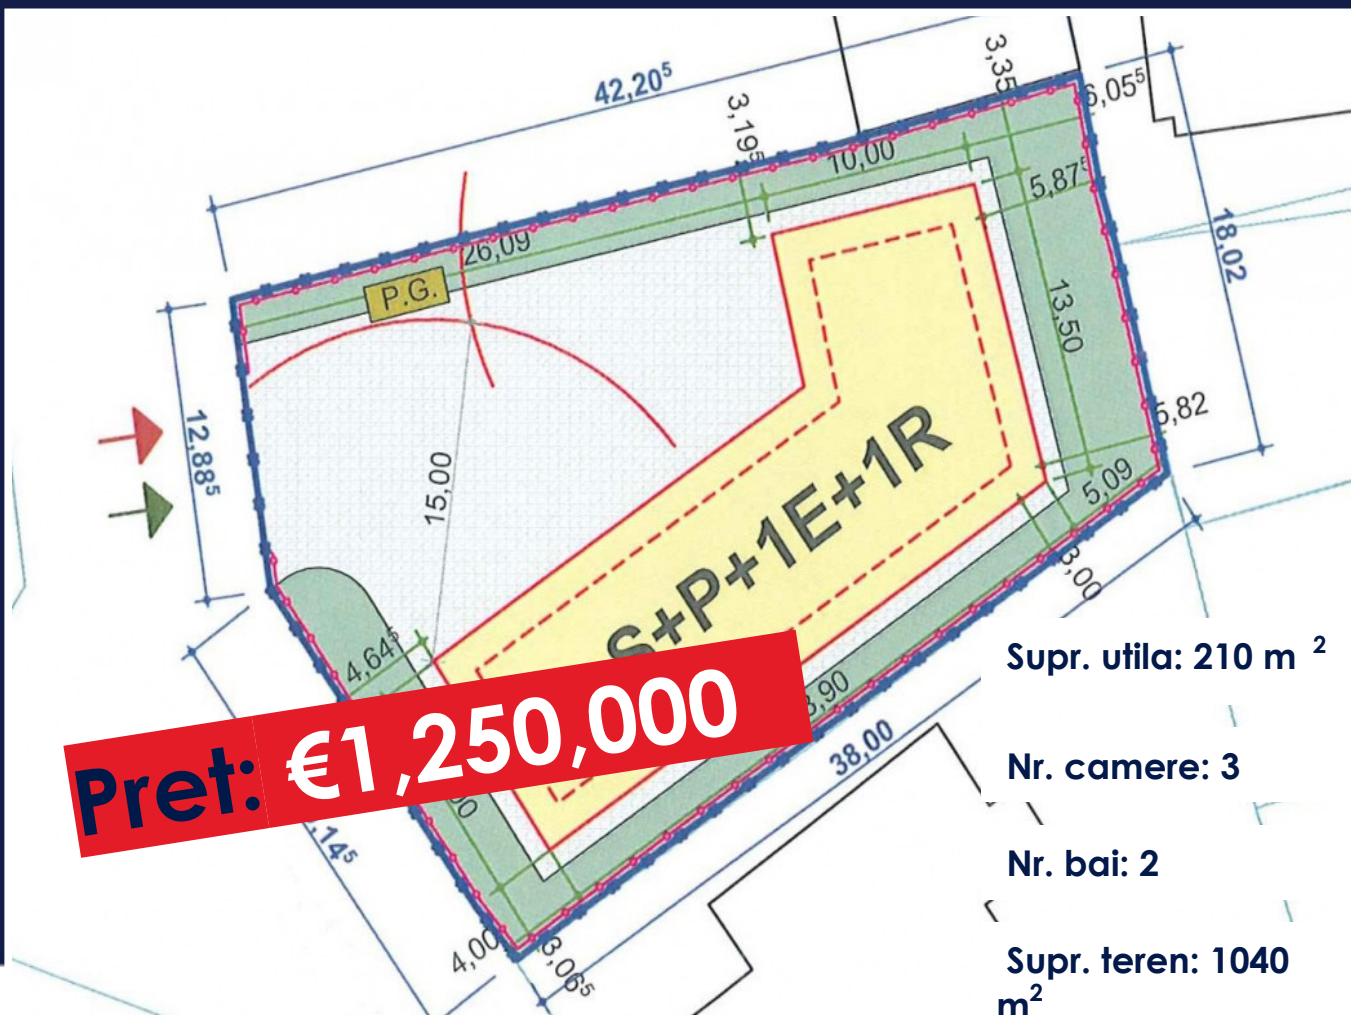 42,20⁵
3,35
6,05⁵
3,19⁵
10,00
5,87⁵
26,09
P.G.
18,02
13,50
12,88⁵
15,00
5,82
S+P+1E+1R
5,09
3,00
4,64⁵
Supr. utila: 210 m ²
Pret: €1,250,000
38,00
Nr. camere: 3
Nr. bai: 2
4,00
3,06⁵
Supr. teren: 1040
m²